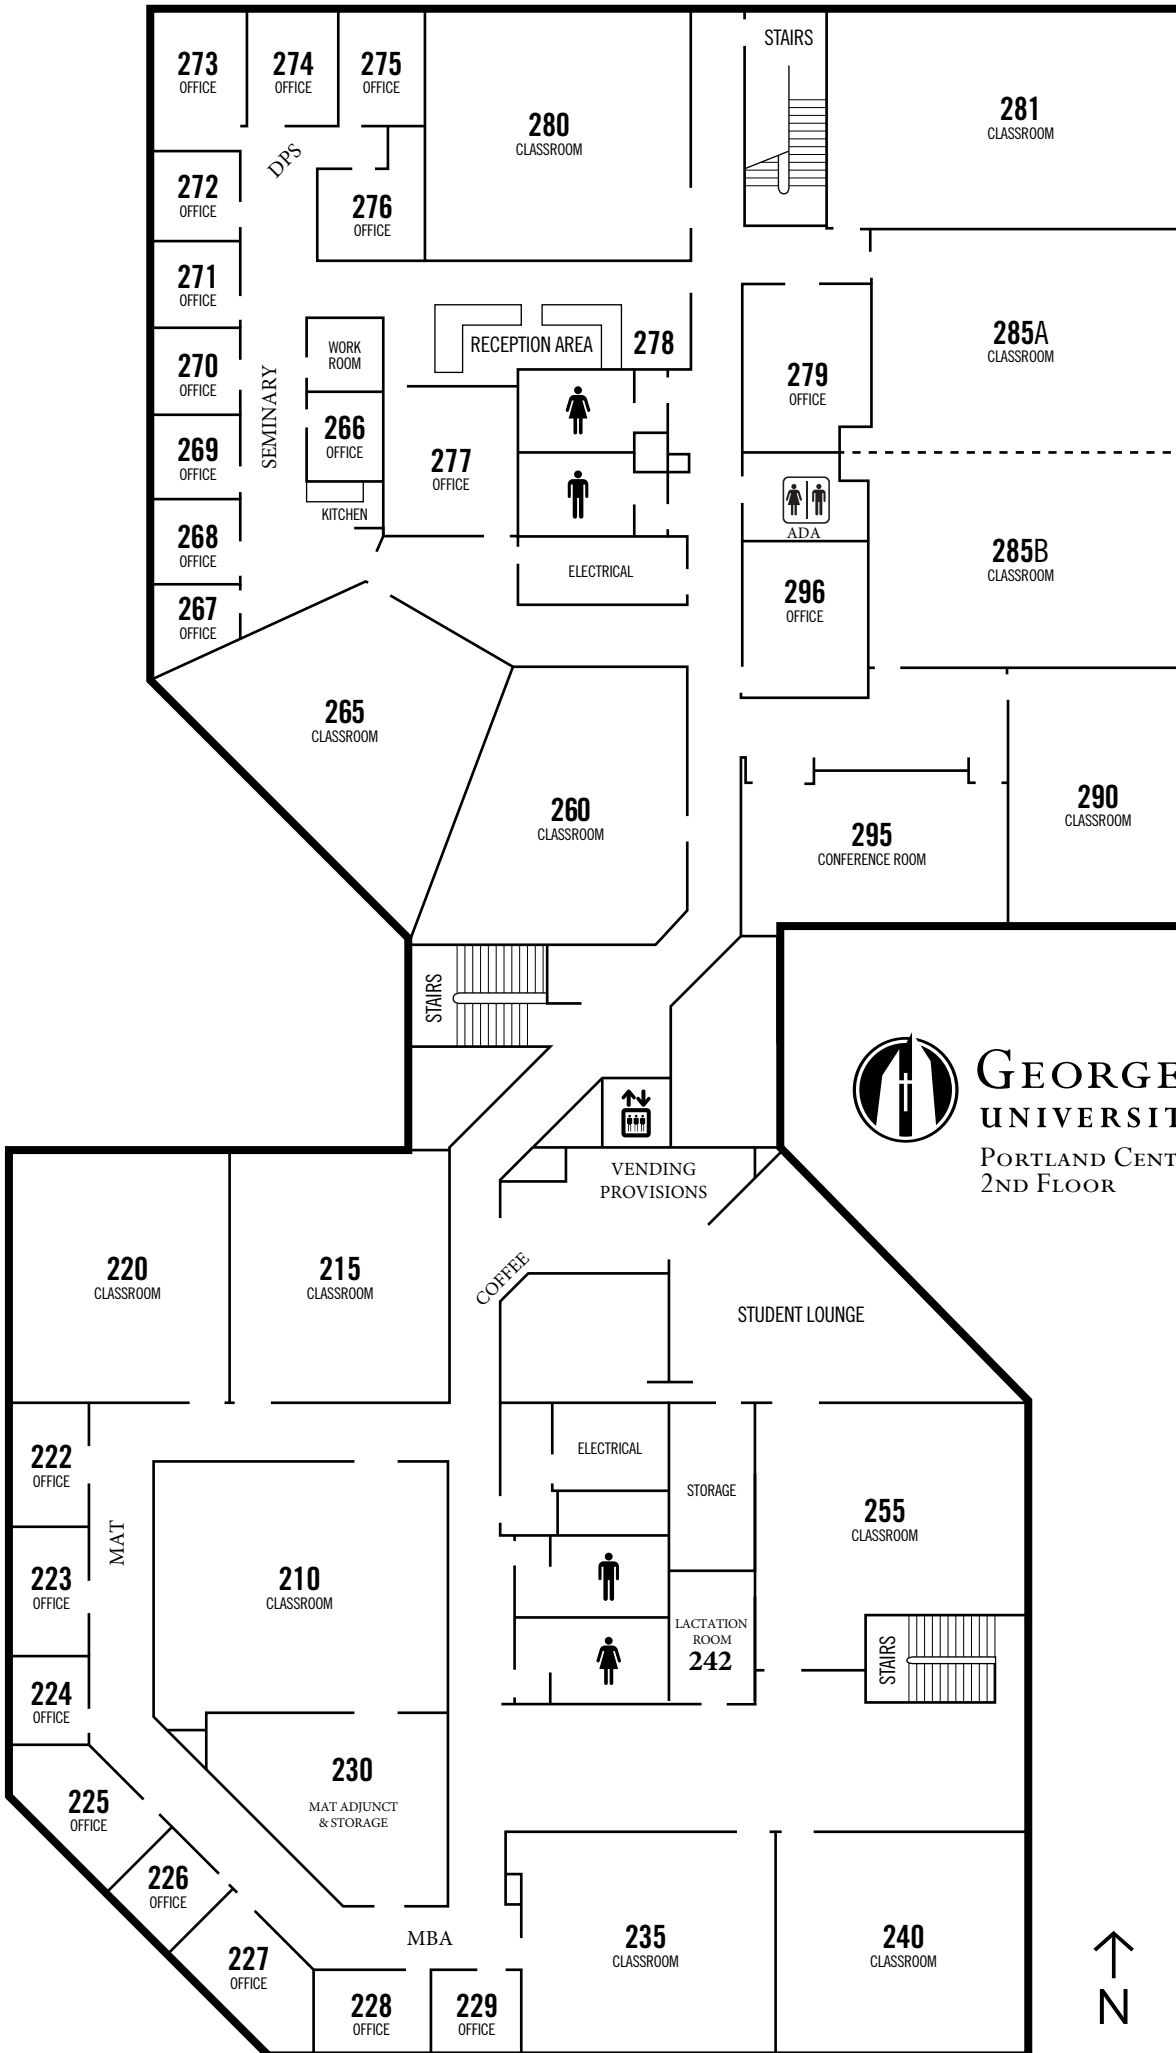 STAIRS
273
OFFICE
274
OFFICE
275
OFFICE
280
CLASSROOM
281
CLASSROOM
DPS
272
OFFICE
276
OFFICE
271
OFFICE
270
OFFICE
WORK
ROOM
RECEPTION AREA
278
279
OFFICE
285A
CLASSROOM
SEMINARY
266
OFFICE
269
OFFICE
277
OFFICE
KITCHEN
268
OFFICE
ADA
ELECTRICAL
285B
CLASSROOM
267
OFFICE
296
OFFICE
265
CLASSROOM
260
CLASSROOM
290
CLASSROOM
295
CONFERENCE ROOM
STAIRS
GEORGE
UNIVERSIT
PORTLAND CENT
2ND FLOOR
VENDING
PROVISIONS
220
CLASSROOM
215
CLASSROOM
COFFEE
STUDENT LOUNGE
222
OFFICE
ELECTRICAL
STORAGE
255
CLASSROOM
MAT
223
OFFICE
210
CLASSROOM
LACTATION
ROOM
242
STAIRS
224
OFFICE
230
MAT ADJUNCT
& STORAGE
225
OFFICE
226
OFFICE
227
OFFICE
MBA
235
CLASSROOM
240
CLASSROOM
228
OFFICE
229
OFFICE
N